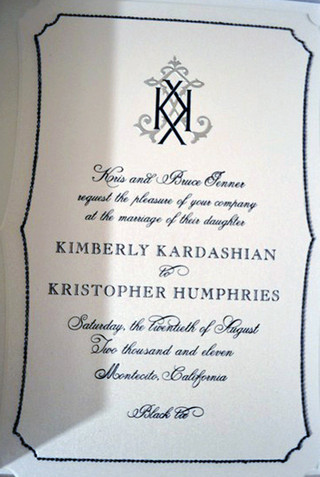 KK
Kris and Bruce Jenner
request the pleasure of your company
at the marriage of their daughter
KIMBERLY KARDASHIAN
to
KRISTOPHER HUMPHRIES
Saturday, the twentieth of August
Two thousand and eleven
Montecito, California
Black tie